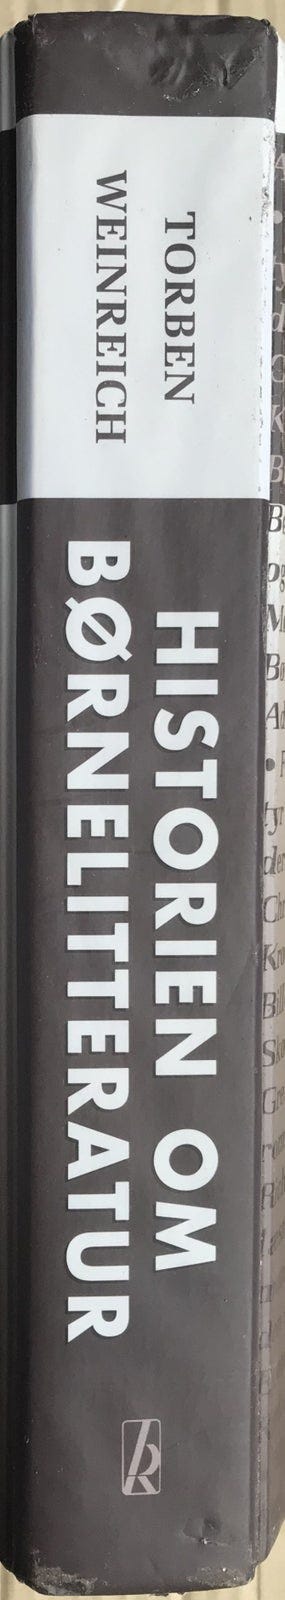 TORBEN
WEINREICH
HISTORIEN OM
BØRNELITTERATUR